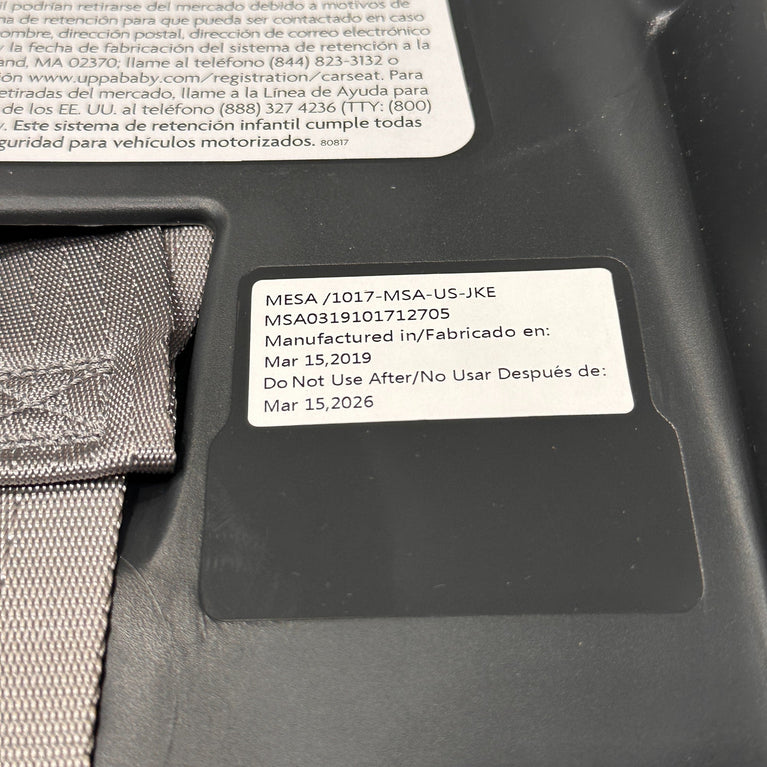 il podrían retirarse del mercado debido a motivos de
na de retención para que pueda ser contactado en caso
ombre, dirección postal, dirección de correo electrónico
y la fecha de fabricación del sistema de retención a la
and, MA 02370; llame al teléfono (844) 823-3132 o
ión www.uppababy.com/registration/carseat. Para
etiradas del mercado, llame a la Línea de Ayuda para
de los EE. UU. al teléfono (888) 327 4236 (TTY: (800)
v. Este sistema de retención infantil cumple todas
guridad para vehículos motorizados. 80817
MESA /1017-MSA-US-JKE
MSA0319101712705
Manufactured in/Fabricado en:
Mar 15,2019
Do Not Use After/No Usar Después de:
Mar 15,2026